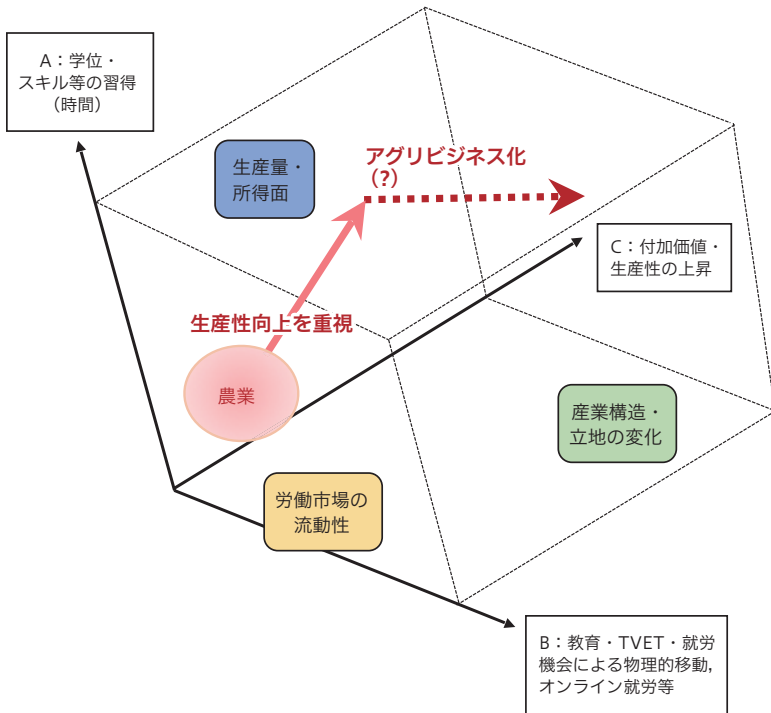 A：学位・
スキル等の習得
（時間）
生産量・
所得面
アグリビジネス化
（?）
C：付加価値・
生産性の上昇
生産性向上を重視
農業
産業構造・
立地の変化
労働市場の
流動性
B：教育・TVET・就労
機会による物理的移動，
オンライン就労等